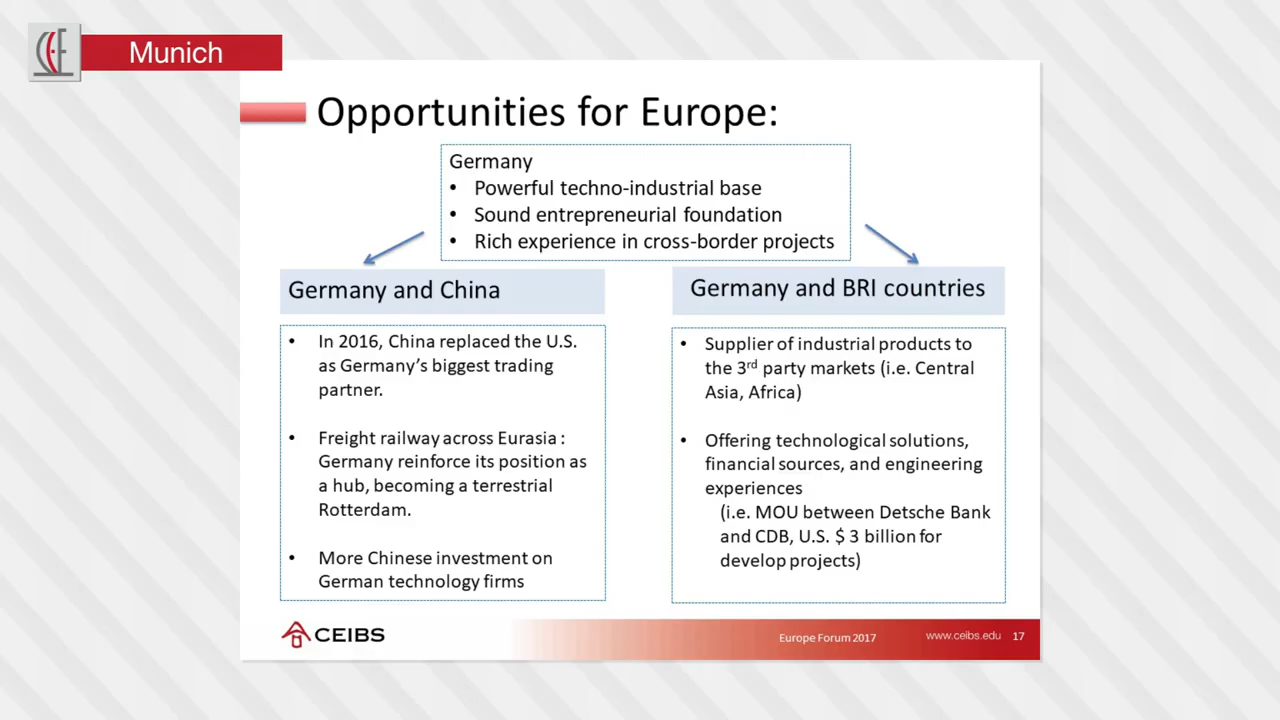 Munich
Opportunities for Europe:
Germany
• Powerful techno-industrial base
• Sound entrepreneurial foundation
• Rich experience in cross-border projects
Germany and China
• In 2016, China replaced the U.S.
as Germany's biggest trading
partner.
• Freight railway across Eurasia :
Germany reinforce its position as
a hub, becoming a terrestrial
Rotterdam.
• More Chinese investment on
German technology firms
Germany and BRI countries
• Supplier of industrial products to
the 3rd party markets (i.e. Central
Asia, Africa)
• Offering technological solutions,
financial sources, and engineering
experiences
(i.e. MOU between Detsche Bank
and CDB, U.S. $ 3 billion for
develop projects)
CEIBS
Europe Forum 2017
www.ceibs.edu 17